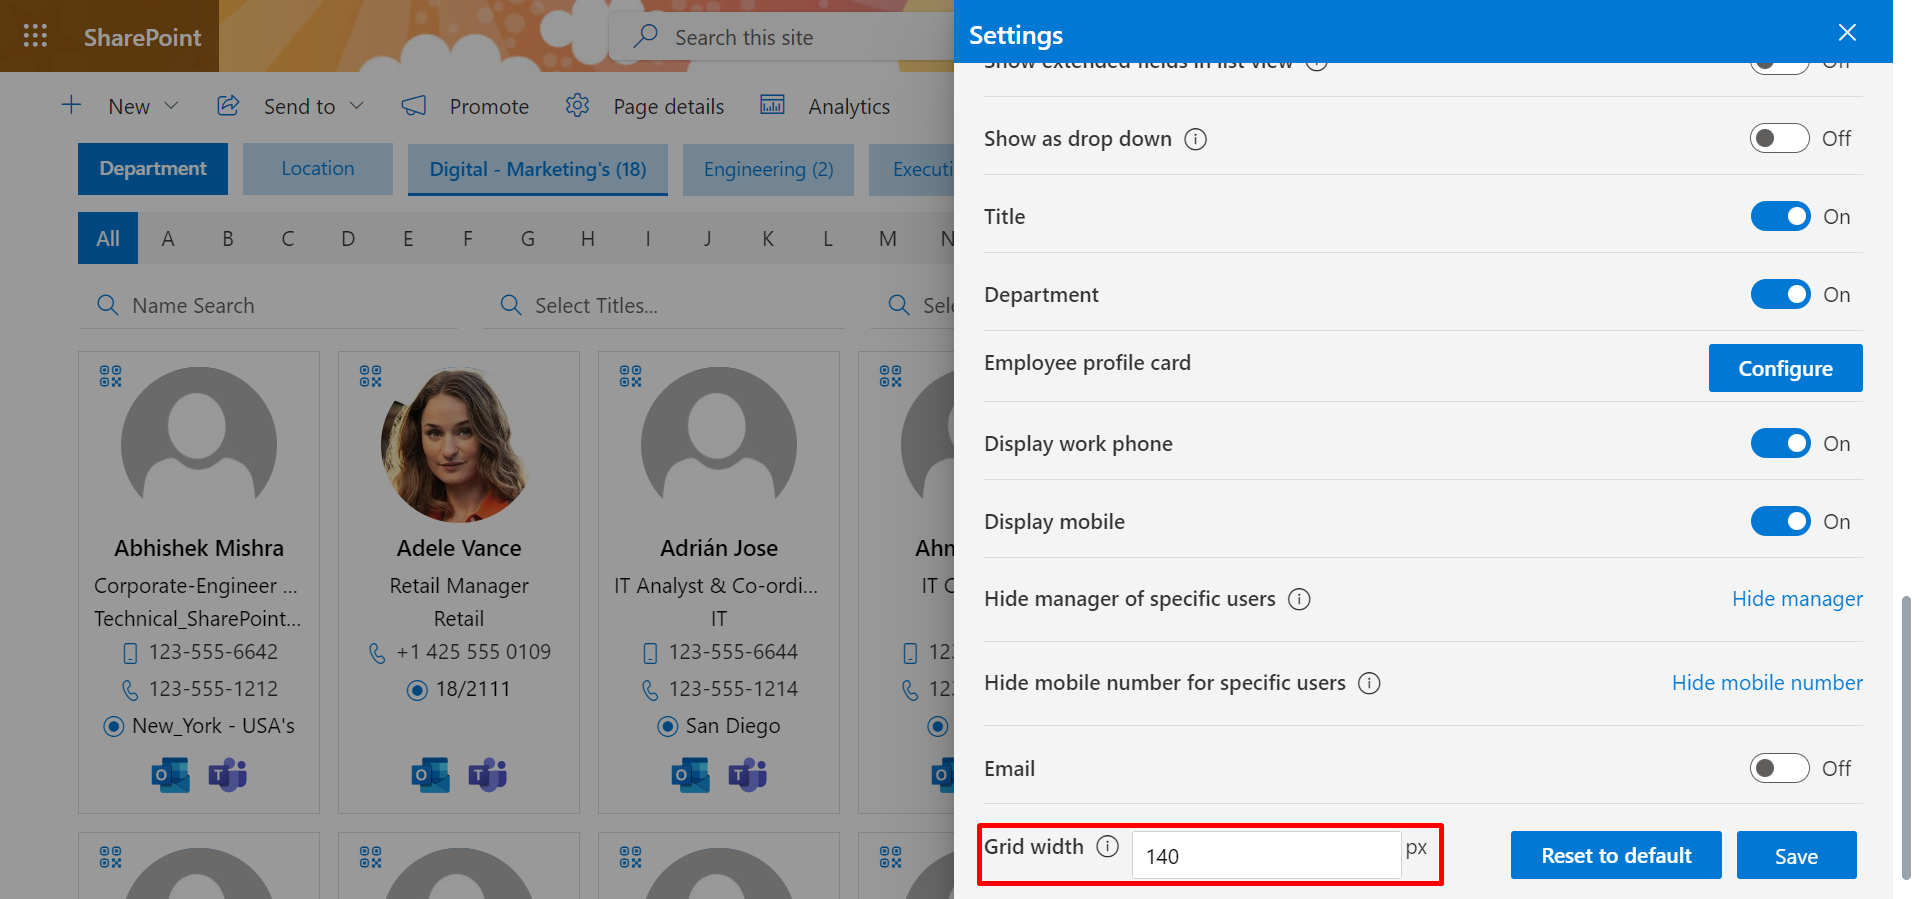 SharePoint
Search this site
New
Send to
Promote
Page details
Analytics
Department
Location
Digital - Marketing's (18)
Engineering (2)
Executi
All A B C D E F G H I J K L M N
Name Search
Select Titles...
Sele
Abhishek Mishra
Corporate-Engineer ...
Technical_SharePoint...
123-555-6642
123-555-1212
New_York - USA's
Adele Vance
Retail Manager
Retail
+1 425 555 0109
18/2111
Adrián Jose
IT Analyst & Co-ordi...
IT
123-555-6644
123-555-1214
San Diego
Settings
Show extended fields in list view
Off
Show as drop down
Off
Title
On
Department
On
Employee profile card
Configure
Display work phone
On
Display mobile
On
Hide manager of specific users
Hide manager
Hide mobile number for specific users
Hide mobile number
Email
Off
Grid width
140
px
Reset to default
Save